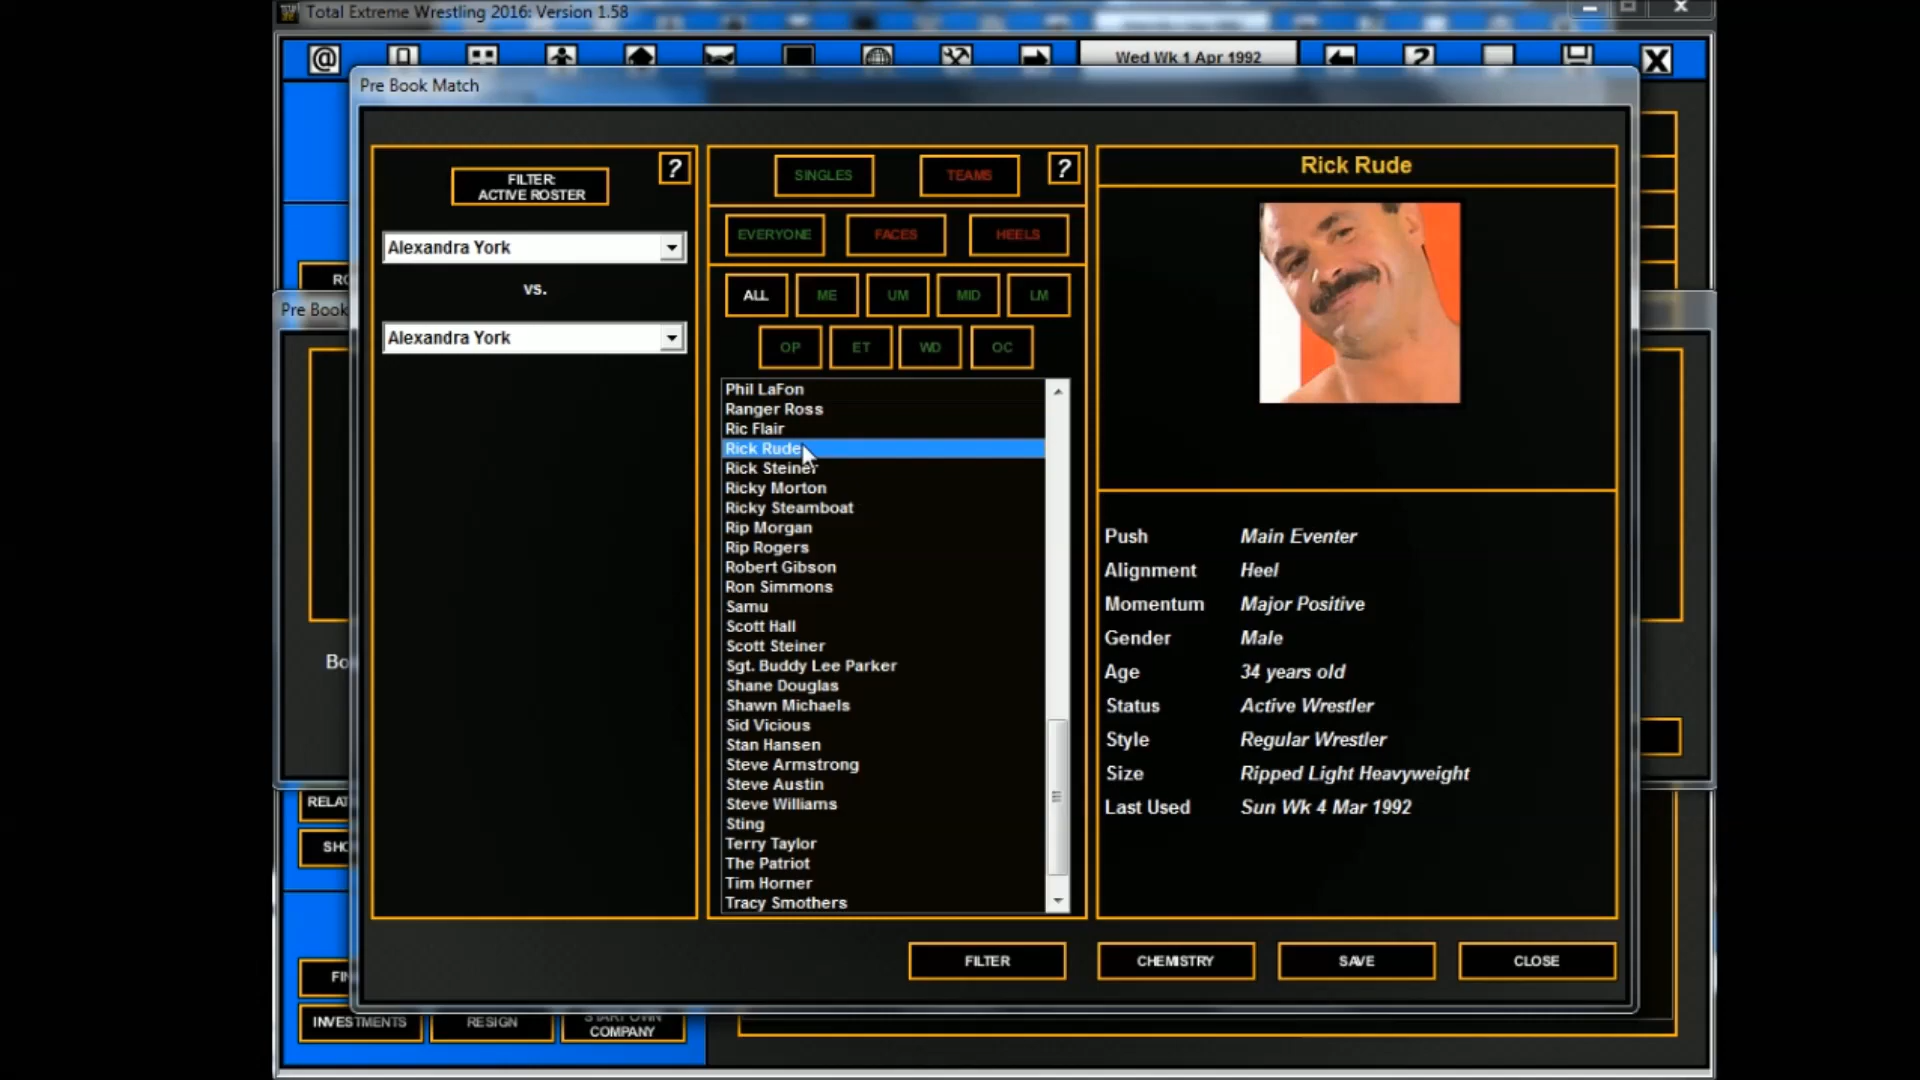 Total Extreme Wrestling 2016: Version 1.58
@
Wed Wk 1 Apr 1992
?
X
Pre Book Match
FILTER:
ACTIVE ROSTER
?
Alexandra York
vs.
Alexandra York
SINGLES
TEAMS
?
EVERYONE
FACES
HEELS
ALL
ME
UM
MID
LM
OP
ET
WD
OC
Phil LaFon
Ranger Ross
Ric Flair
Rick Rude
Rick Steiner
Ricky Morton
Ricky Steamboat
Rip Morgan
Rip Rogers
Robert Gibson
Ron Simmons
Samu
Scott Hall
Scott Steiner
Sgt. Buddy Lee Parker
Shane Douglas
Shawn Michaels
Sid Vicious
Stan Hansen
Steve Armstrong
Steve Austin
Steve Williams
Sting
Terry Taylor
The Patriot
Tim Horner
Tracy Smothers
Rick Rude
Push Main Eventer
Alignment Heel
Momentum Major Positive
Gender Male
Age 34 years old
Status Active Wrestler
Style Regular Wrestler
Size Ripped Light Heavyweight
Last Used Sun Wk 4 Mar 1992
FILTER
CHEMISTRY
SAVE
CLOSE
Pre Book
INVESTMENTS
RESIGN
START OWN
COMPANY